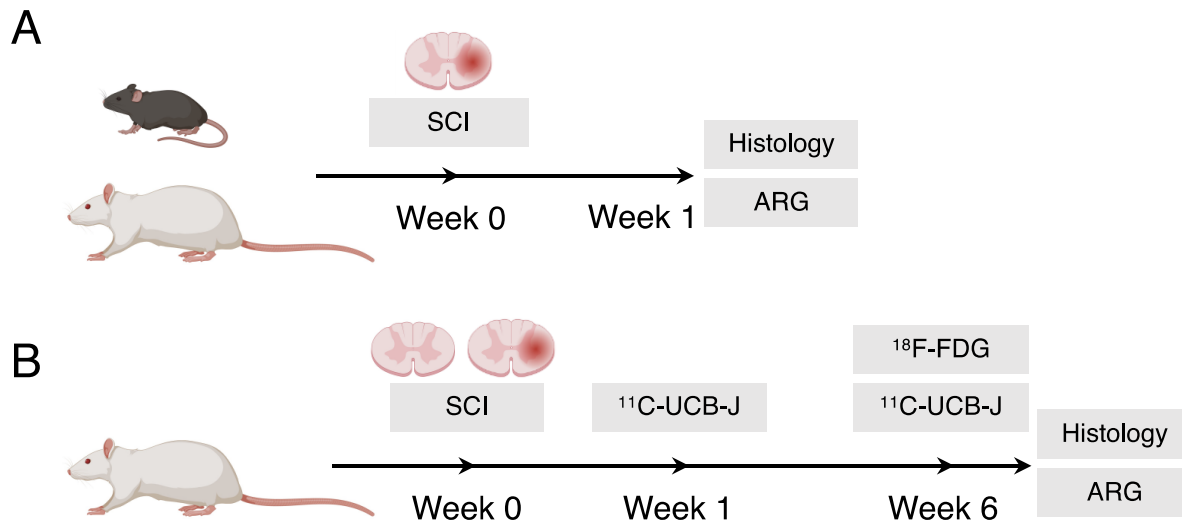 A
SCI
Histology
ARG
Week 0
Week 1
B
¹⁸F-FDG
SCI
¹¹C-UCB-J
¹¹C-UCB-J
Histology
ARG
Week 0
Week 1
Week 6